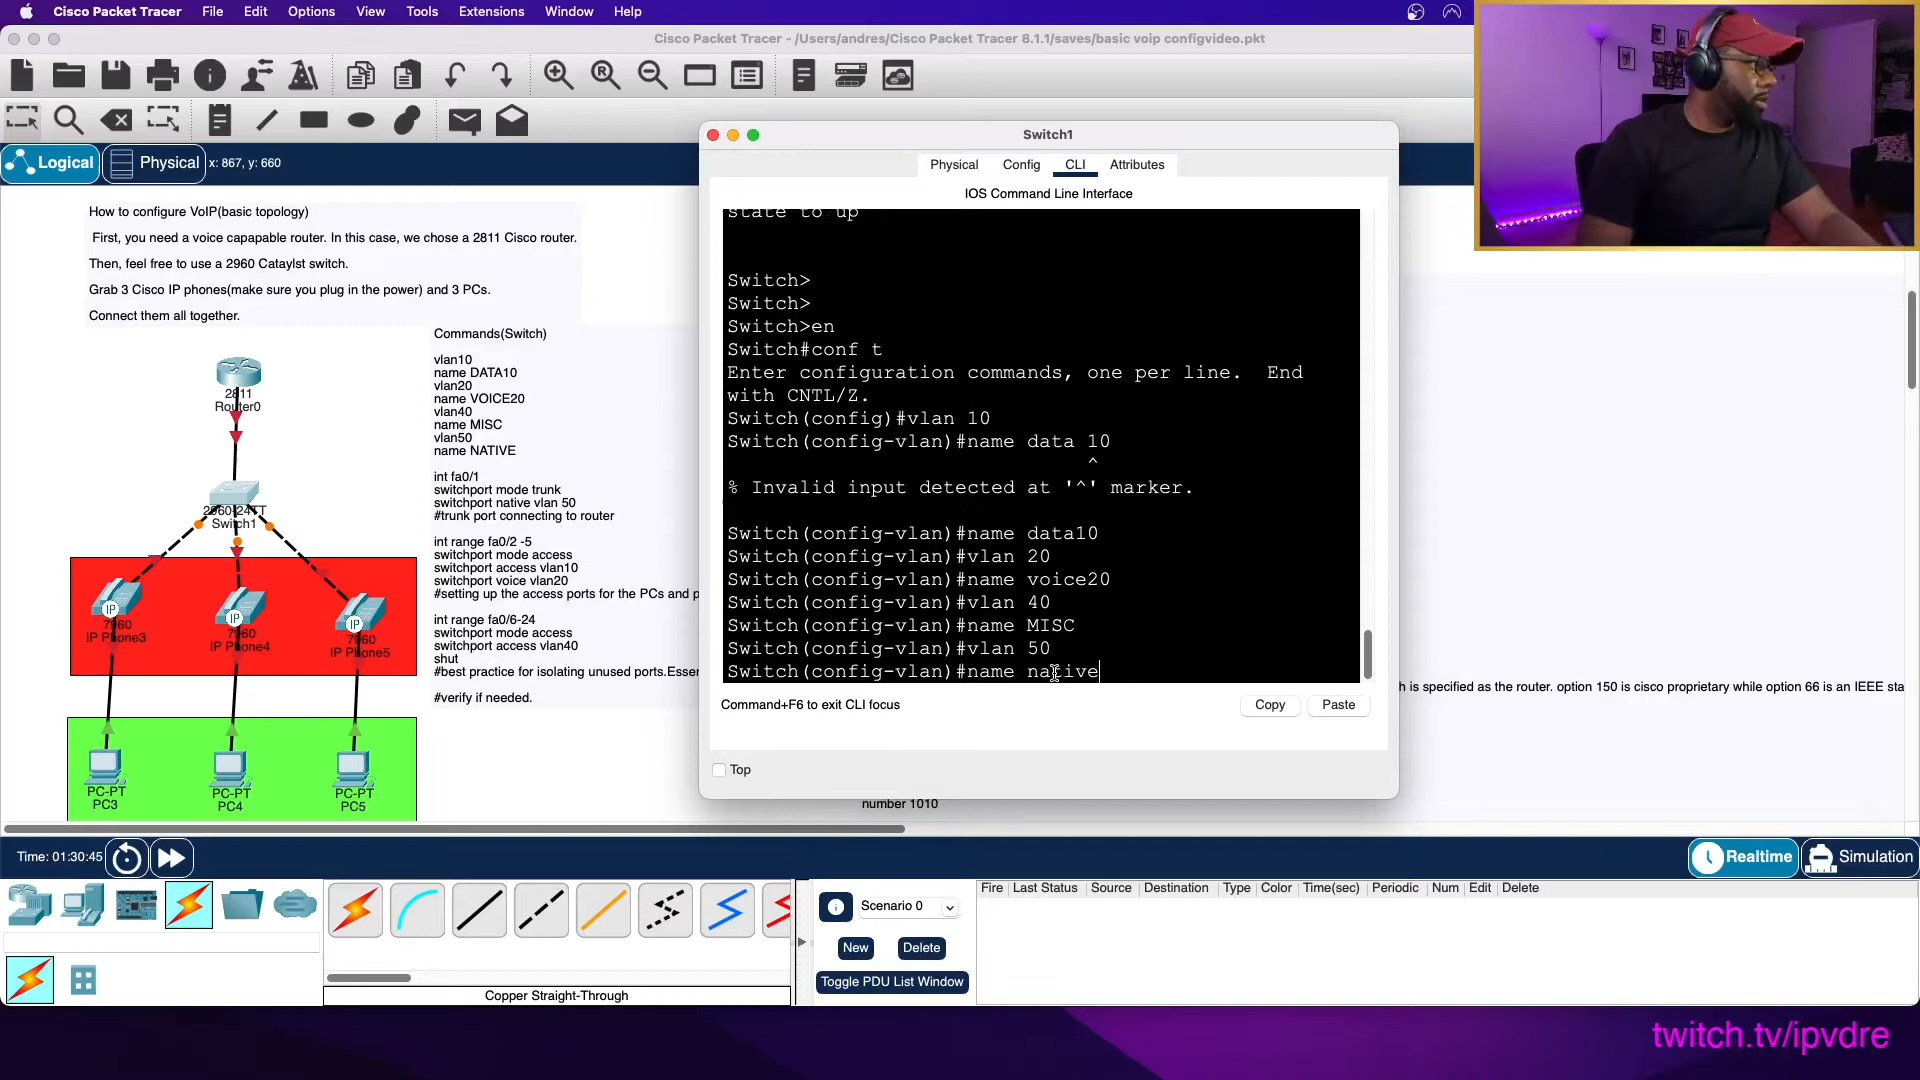 Cisco Packet Tracer File Edit Options View Tools Extensions Window Help
Cisco Packet Tracer - /Users/andres/Cisco Packet Tracer 8.1.1/saves/basic voip configvideo.pkt
Logical Physical x: 867, y: 660
How to configure VoIP(basic topology)
First, you need a voice capapable router. In this case, we chose a 2811 Cisco router.
Then, feel free to use a 2960 Cataylst switch.
Grab 3 Cisco IP phones(make sure you plug in the power) and 3 PCs.
Connect them all together.
2811
Router0
2960-24TT
Switch1
IP
7960
IP Phone3
IP
7960
IP Phone4
IP
7960
IP Phone5
PC-PT
PC3
PC-PT
PC4
PC-PT
PC5
Commands(Switch)
vlan10
name DATA10
vlan20
name VOICE20
vlan40
name MISC
vlan50
name NATIVE
int fa0/1
switchport mode trunk
switchport native vlan 50
#trunk port connecting to router
int range fa0/2 -5
switchport mode access
switchport access vlan10
switchport voice vlan20
#setting up the access ports for the PCs and p
int range fa0/6-24
switchport mode access
switchport access vlan40
shut
#best practice for isolating unused ports.Essen
#verify if needed.
Switch1
Physical Config CLI Attributes
IOS Command Line Interface
state to up
Switch>
Switch>
Switch>en
Switch#conf t
Enter configuration commands, one per line. End
with CNTL/Z.
Switch(config)#vlan 10
Switch(config-vlan)#name data 10
^
% Invalid input detected at '^' marker.
Switch(config-vlan)#name data10
Switch(config-vlan)#vlan 20
Switch(config-vlan)#name voice20
Switch(config-vlan)#vlan 40
Switch(config-vlan)#name MISC
Switch(config-vlan)#vlan 50
Switch(config-vlan)#name native
Command+F6 to exit CLI focus
Copy Paste
Top
h is specified as the router. option 150 is cisco proprietary while option 66 is an IEEE sta
number 1010
Time: 01:30:45
Realtime Simulation
Scenario 0
New Delete
Toggle PDU List Window
Fire Last Status Source Destination Type Color Time(sec) Periodic Num Edit Delete
Copper Straight-Through
twitch.tv/ipvdre